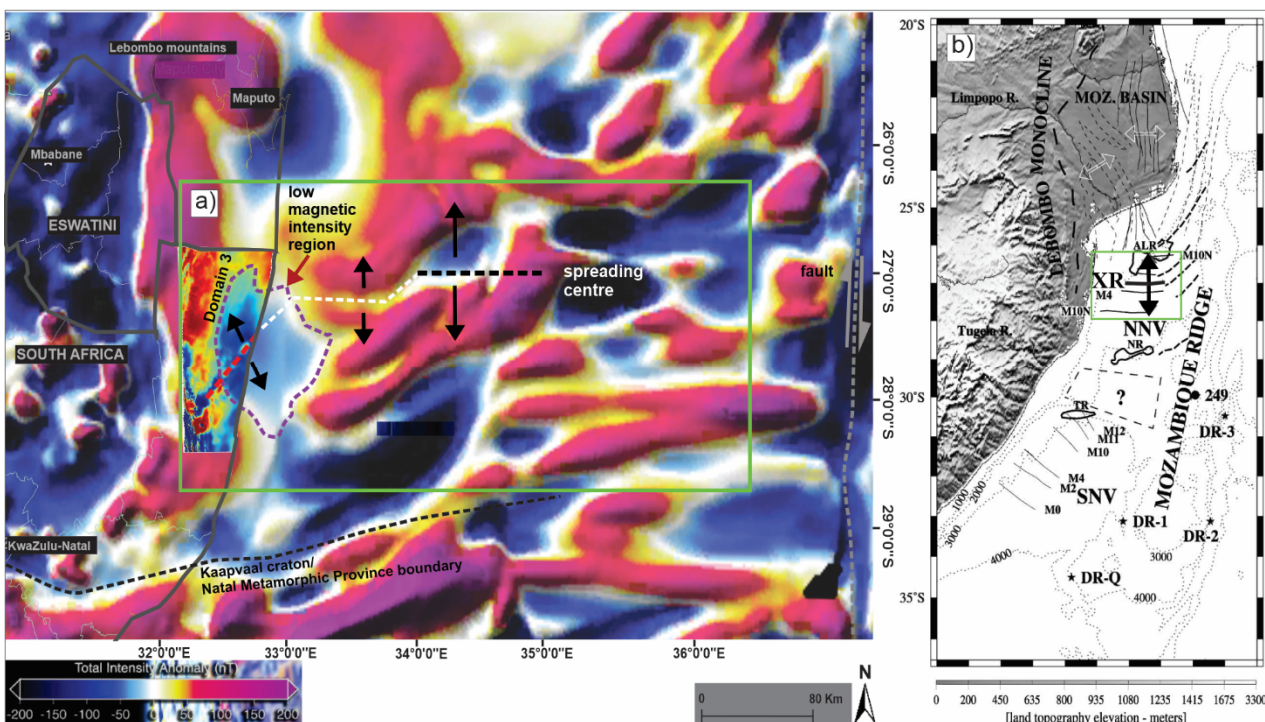 a)
Lebombo mountains
Maputo City
Maputo
Mbabane
ESWATINI
SOUTH AFRICA
KwaZulu-Natal
Domain 3
low
magnetic
intensity
region
spreading
centre
fault
Kaapvaal craton/
Natal Metamorphic Province boundary
26°0'0"S
27°0'0"S
28°0'0"S
29°0'0"S
32°0'0"E
33°0'0"E
34°0'0"E
35°0'0"E
36°0'0"E
Total Intensity Anomaly (nT)
-200 -150 -100 -50 0 50 100 150 200
0 80 Km
N
b)
20°S
25°S
30°S
35°S
Limpopo R.
MOZ. BASIN
LEBOMBO MONOCLINE
ALR
M10N
XR
M4
M10N
NNV
Tugela R.
NR
MOZAMBIQUE RIDGE
?
249
TR
DR-3
M12
M11
M10
M4
M2
SNV
M0
DR-1
DR-2
1000
2000
3000
3000
4000
DR-Q
4000
0 200 400 600 800 935 1080 1235 1415 1655 3300
[land topography elevation - meters]